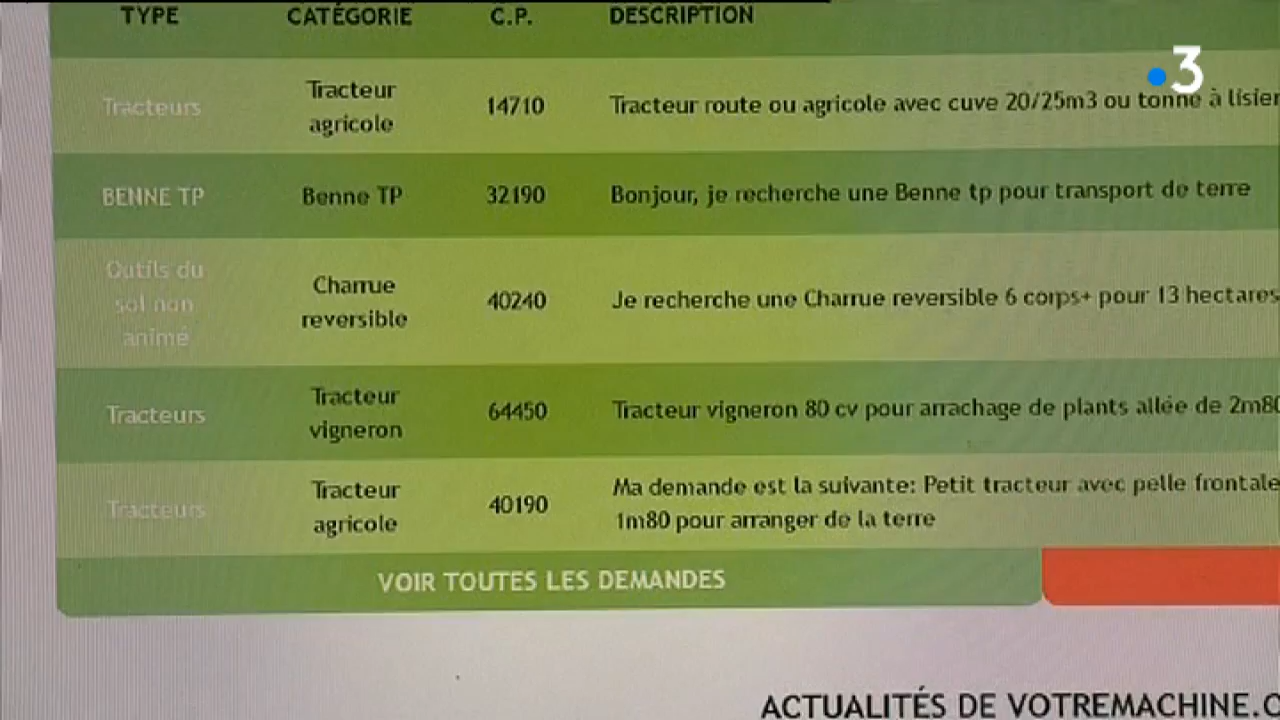 TYPE CATÉGORIE C.P. DESCRIPTION
3
Tracteurs
Tracteur
agricole
14710
Tracteur route ou agricole avec cuve 20/25m3 ou tonne à lisier
BENNE TP
Benne TP
32190
Bonjour, je recherche une Benne tp pour transport de terre
Outils du
sol non
animé
Charrue
reversible
40240
Je recherche une Charrue reversible 6 corps+ pour 13 hectares
Tracteurs
Tracteur
vigneron
64450
Tracteur vigneron 80 cv pour arrachage de plants allée de 2m80
Tracteurs
Tracteur
agricole
40190
Ma demande est la suivante: Petit tracteur avec pelle frontale
1m80 pour arranger de la terre
VOIR TOUTES LES DEMANDES
ACTUALITÉS DE VOTREMACHINE.C